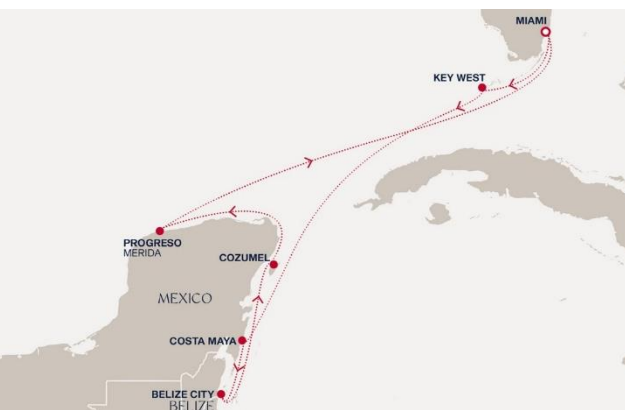 MIAMI
KEY WEST
PROGRESO
MERIDA
COZUMEL
MEXICO
COSTA MAYA
BELIZE CITY
BELIZE